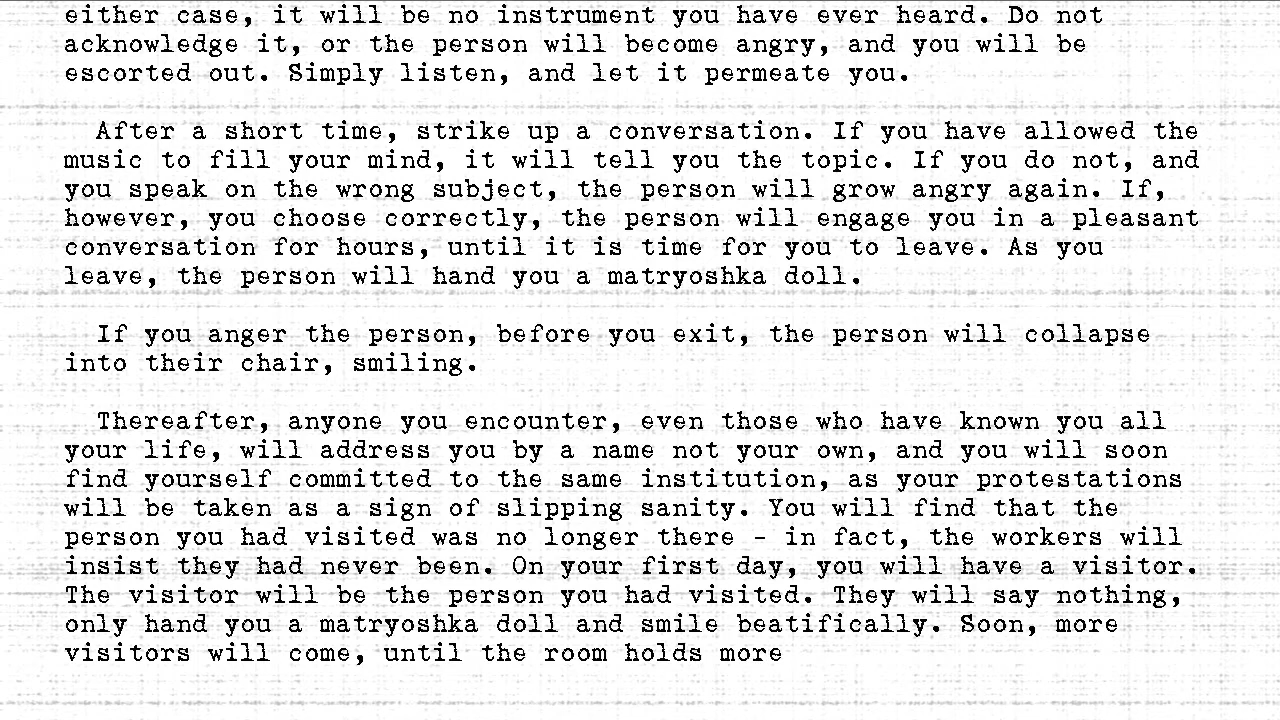 either case, it will be no instrument you have ever heard. Do not
acknowledge it, or the person will become angry, and you will be
escorted out. Simply listen, and let it permeate you.
After a short time, strike up a conversation. If you have allowed the
music to fill your mind, it will tell you the topic. If you do not, and
you speak on the wrong subject, the person will grow angry again. If,
however, you choose correctly, the person will engage you in a pleasant
conversation for hours, until it is time for you to leave. As you
leave, the person will hand you a matryoshka doll.
If you anger the person, before you exit, the person will collapse
into their chair, smiling.
Thereafter, anyone you encounter, even those who have known you all
your life, will address you by a name not your own, and you will soon
find yourself committed to the same institution, as your protestations
will be taken as a sign of slipping sanity. You will find that the
person you had visited was no longer there - in fact, the workers will
insist they had never been. On your first day, you will have a visitor.
The visitor will be the person you had visited. They will say nothing,
only hand you a matryoshka doll and smile beatifically. Soon, more
visitors will come, until the room holds more